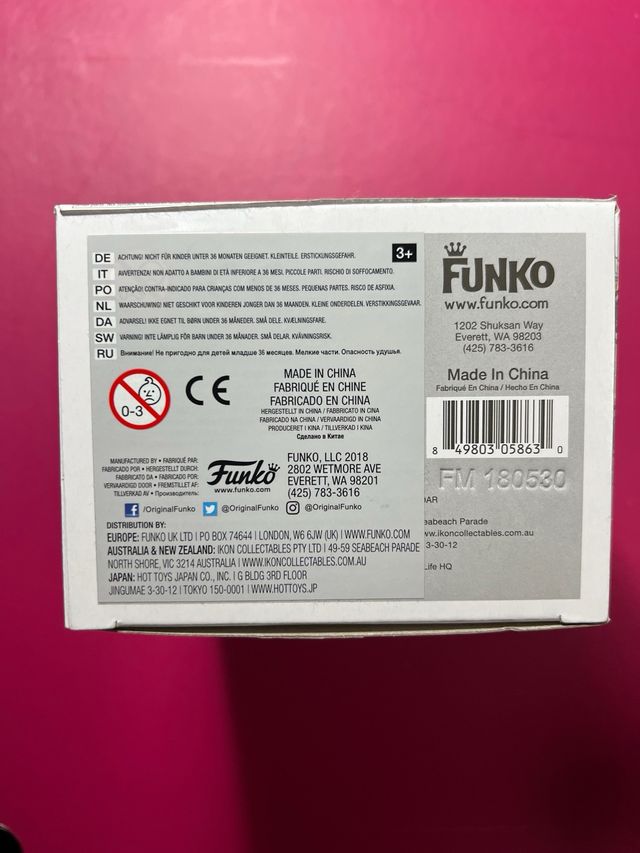 DE ACHTUNG! NICHT FÜR KINDER UNTER 36 MONATEN GEEIGNET. KLEINTEILE. ERSTICKUNGSGEFAHR.
3+
IT AVVERTENZA! NON ADATTO A BAMBINI DI ETÀ INFERIORE A 36 MESI. PICCOLE PARTI. RISCHIO DI SOFFOCAMENTO.
PO ATENÇÃO! CONTRA-INDICADO PARA CRIANÇAS COM MENOS DE 36 MESES. PEQUENAS PARTES. RISCO DE ASFIXIA.
NL WAARSCHUWING! NIET GESCHIKT VOOR KINDEREN JONGER DAN 36 MAANDEN. KLEINE ONDERDELEN. VERSTIKKINGSGEVAAR.
DA ADVARSEL! IKKE EGNET TIL BØRN UNDER 36 MÅNEDER. SMÅ DELE. KVÆLNINGSFARE.
SW VARNING! INTE LÄMPLIG FÖR BARN UNDER 36 MÅNADER. SMÅ DELAR. KVÄVNINGSRISK.
RU Внимание! Не пригодно для детей младше 36 месяцев. Мелкие части. Опасность удушья.
0-3
CE
MADE IN CHINA
FABRIQUÉ EN CHINE
FABRICADO EN CHINA
HERGESTELLT IN CHINA / FABBRICATO IN CINA
FABRICADO NA CHINA / VERVAARDIGD IN CHINA
PRODUCERET I KINA / TILLVERKAD I KINA
Сделано в Китае
MANUFACTURED BY • FABRIQUÉ PAR:
FABRICADO POR • HERGESTELLT DURCH:
FABBRICATO DA • FABRICADO POR:
VERVAARDIGD DOOR • FREMSTILLET AF:
TILLVERKAD AV • Производитель:
Funko
www.funko.com
FUNKO, LLC 2018
2802 WETMORE AVE
EVERETT, WA 98201
(425) 783-3616
f /OriginalFunko @OriginalFunko @OriginalFunko
DISTRIBUTION BY:
EUROPE: FUNKO UK LTD I PO BOX 74644 I LONDON, W6 6JW (UK) I WWW.FUNKO.COM
AUSTRALIA & NEW ZEALAND: IKON COLLECTABLES PTY LTD I 49-59 SEABEACH PARADE
NORTH SHORE, VIC 3214 AUSTRALIA I WWW.IKONCOLLECTABLES.COM.AU
JAPAN: HOT TOYS JAPAN CO., INC. I G BLDG 3RD FLOOR
JINGUMAE 3-30-12 I TOKYO 150-0001 I WWW.HOTTOYS.JP
FUNKO
www.funko.com
1202 Shuksan Way
Everett, WA 98203
(425) 783-3616
Made In China
Fabriqué En China / Hecho En China
8 49803 05863 0
FM 180530
OAR
eabeach Parade
ww.ikoncollectables.com.au
3-30-12
Life HQ